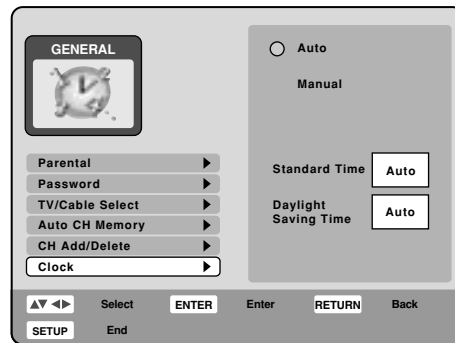 GENERAL
Parental
Password
TV/Cable Select
Auto CH Memory
CH Add/Delete
Clock
Auto
Manual
Standard Time Auto
Daylight
Saving Time Auto
Select ENTER Enter RETURN Back
SETUP End